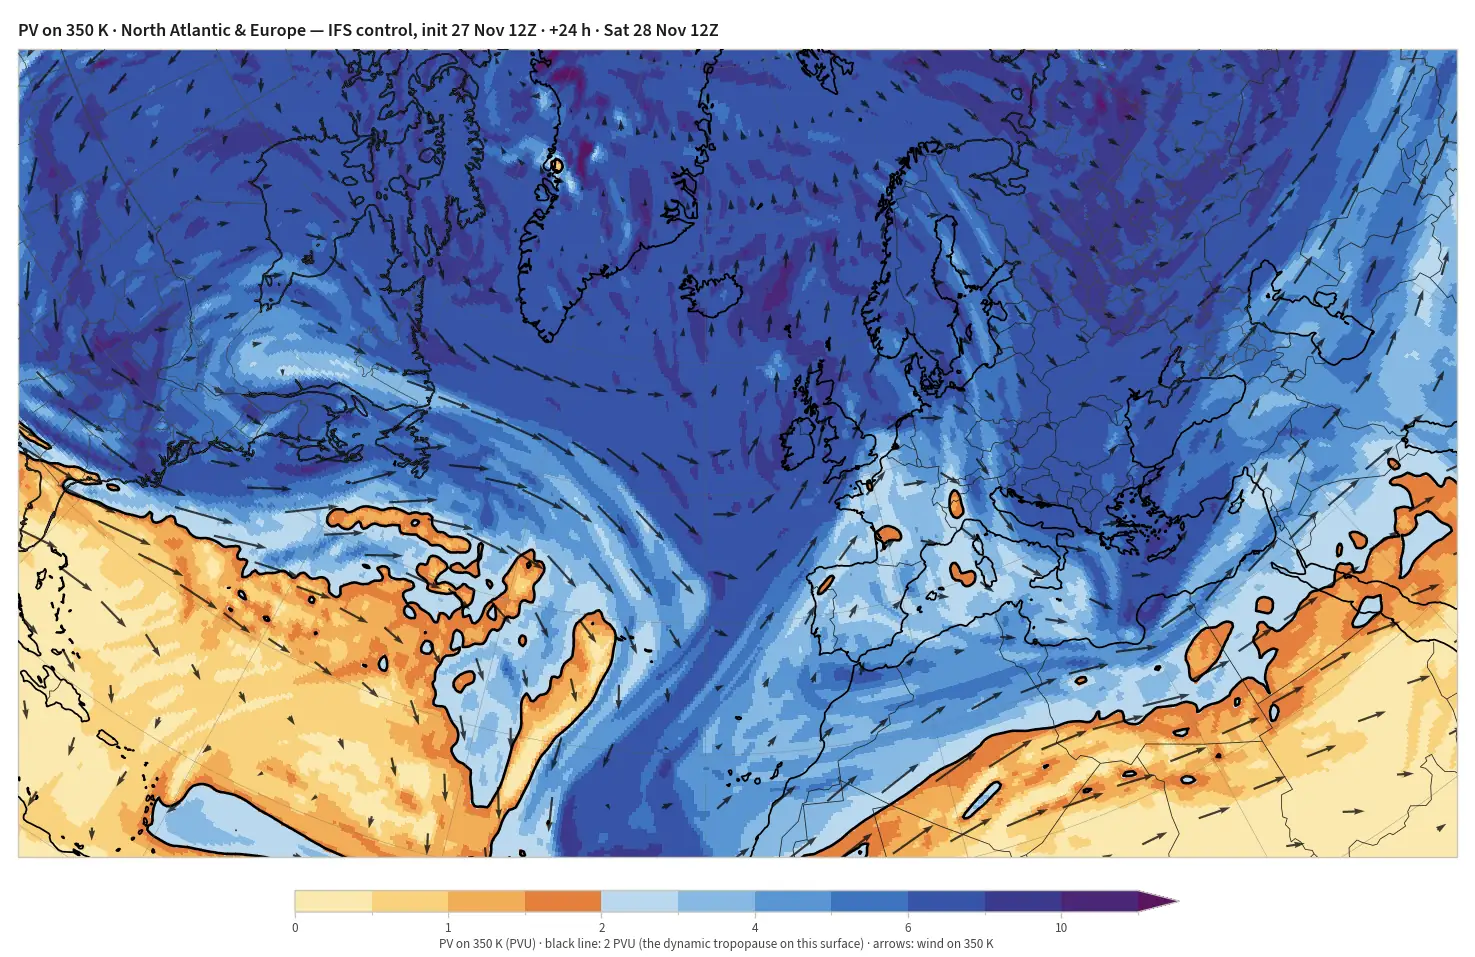 PV on 350 K · North Atlantic & Europe — IFS control, init 27 Nov 12Z · +24 h · Sat 28 Nov 12Z
0 1 2 4 6 10
PV on 350 K (PVU) · black line: 2 PVU (the dynamic tropopause on this surface) · arrows: wind on 350 K